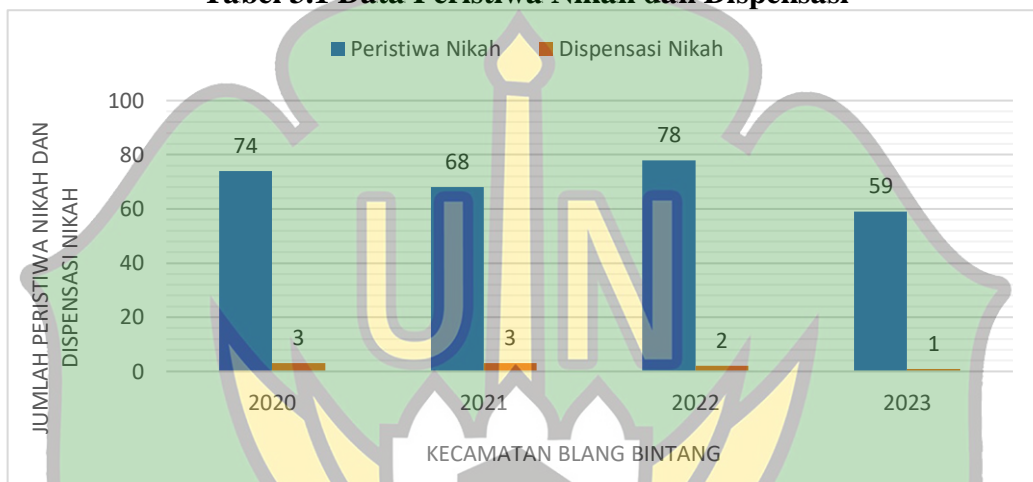 Tabel 3.1 Data Peristiwa Nikah dan Dispensasi
Peristiwa Nikah Dispensasi Nikah
JUMLAH PERISTIWA NIKAH DAN
DISPENSASI NIKAH
100
80
60
40
20
0
74 68 78 59
3 3 2 1
2020 2021 2022 2023
KECAMATAN BLANG BINTANG
UIN